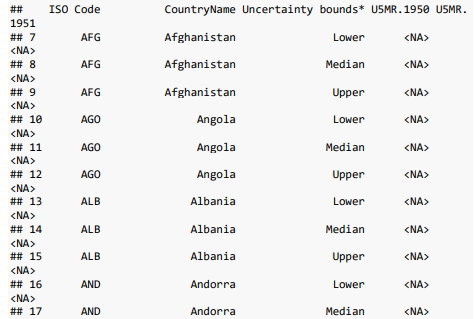 ##    ISO Code         CountryName Uncertainty bounds* U5MR.1950 U5MR.
1951
## 7       AFG         Afghanistan               Lower      <NA>
<NA>
## 8       AFG         Afghanistan              Median      <NA>
<NA>
## 9       AFG         Afghanistan               Upper      <NA>
<NA>
## 10      AGO              Angola               Lower      <NA>
<NA>
## 11      AGO              Angola              Median      <NA>
<NA>
## 12      AGO              Angola               Upper      <NA>
<NA>
## 13      ALB             Albania               Lower      <NA>
<NA>
## 14      ALB             Albania              Median      <NA>
<NA>
## 15      ALB             Albania               Upper      <NA>
<NA>
## 16      AND             Andorra               Lower      <NA>
<NA>
## 17      AND             Andorra              Median      <NA>